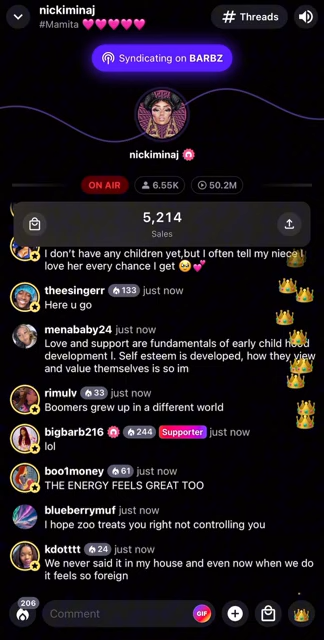 nickiminaj
#Mamita 💗💗💗💗💗
# Threads
Syndicating on BARBZ
nickiminaj
ON AIR 6.55K 50.2M
5,214
Sales
I don't have any children yet,but I often tell my niece I
love her every chance I get 🥹💕
theesingerr 133 just now
Here u go
menababy24 just now
Love and support are fundamentals of early child hood
development I. Self esteem is developed, how they view
and value themselves is so im
rimulv 33 just now
Boomers grew up in a different world
bigbarb216 244 Supporter just now
lol
boo1money 61 just now
THE ENERGY FEELS GREAT TOO
blueberrymuf just now
I hope zoo treats you right not controlling you
kdotttt 24 just now
We never said it in my house and even now when we do
it feels so foreign
206
Comment GIF